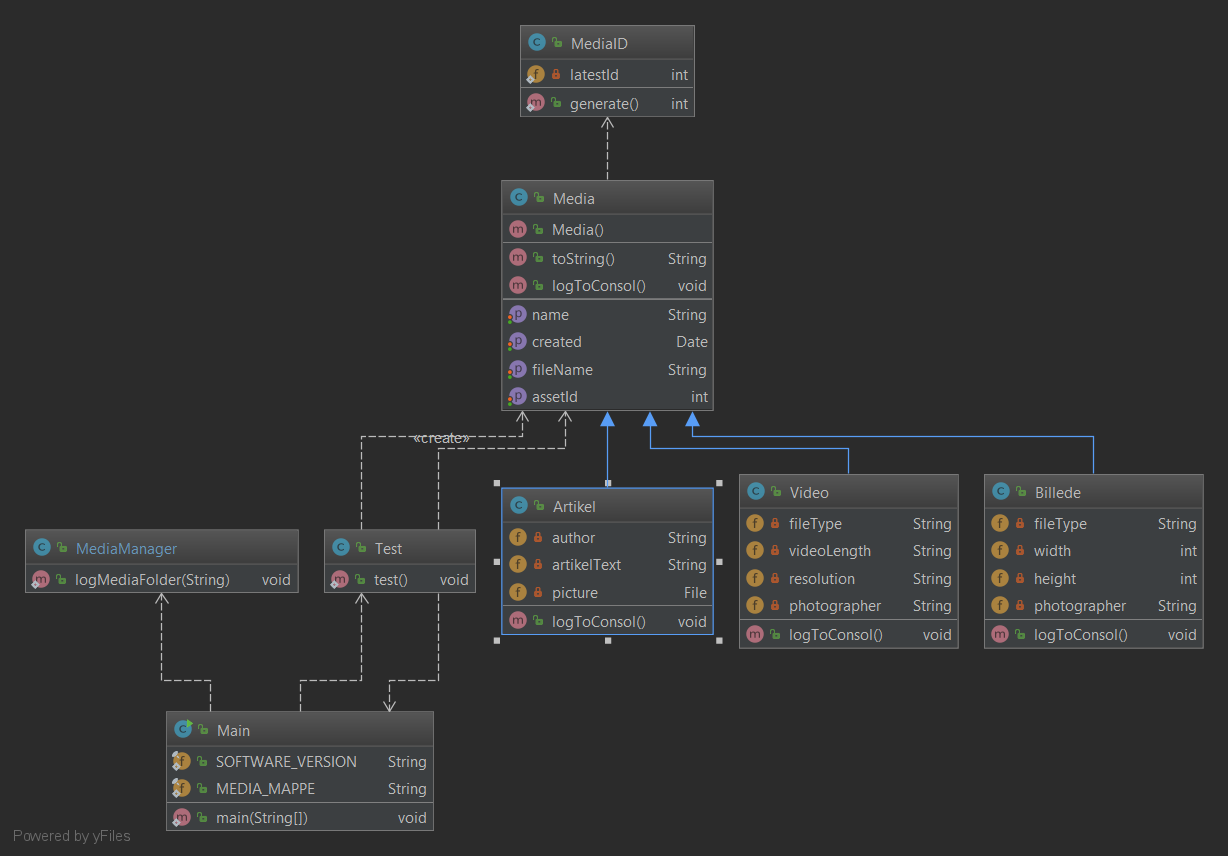 MediaID
latestId int
generate() int
Media
Media()
toString() String
logToConsol() void
name String
created Date
fileName String
assetId int
«create»
Artikel
author String
artikelText String
picture File
logToConsol() void
Video
fileType String
videoLength String
resolution String
photographer String
logToConsol() void
Billede
fileType String
width int
height int
photographer String
logToConsol() void
MediaManager
logMediaFolder(String) void
Test
test() void
Main
SOFTWARE_VERSION String
MEDIA_MAPPE String
main(String[]) void
Powered by yFiles